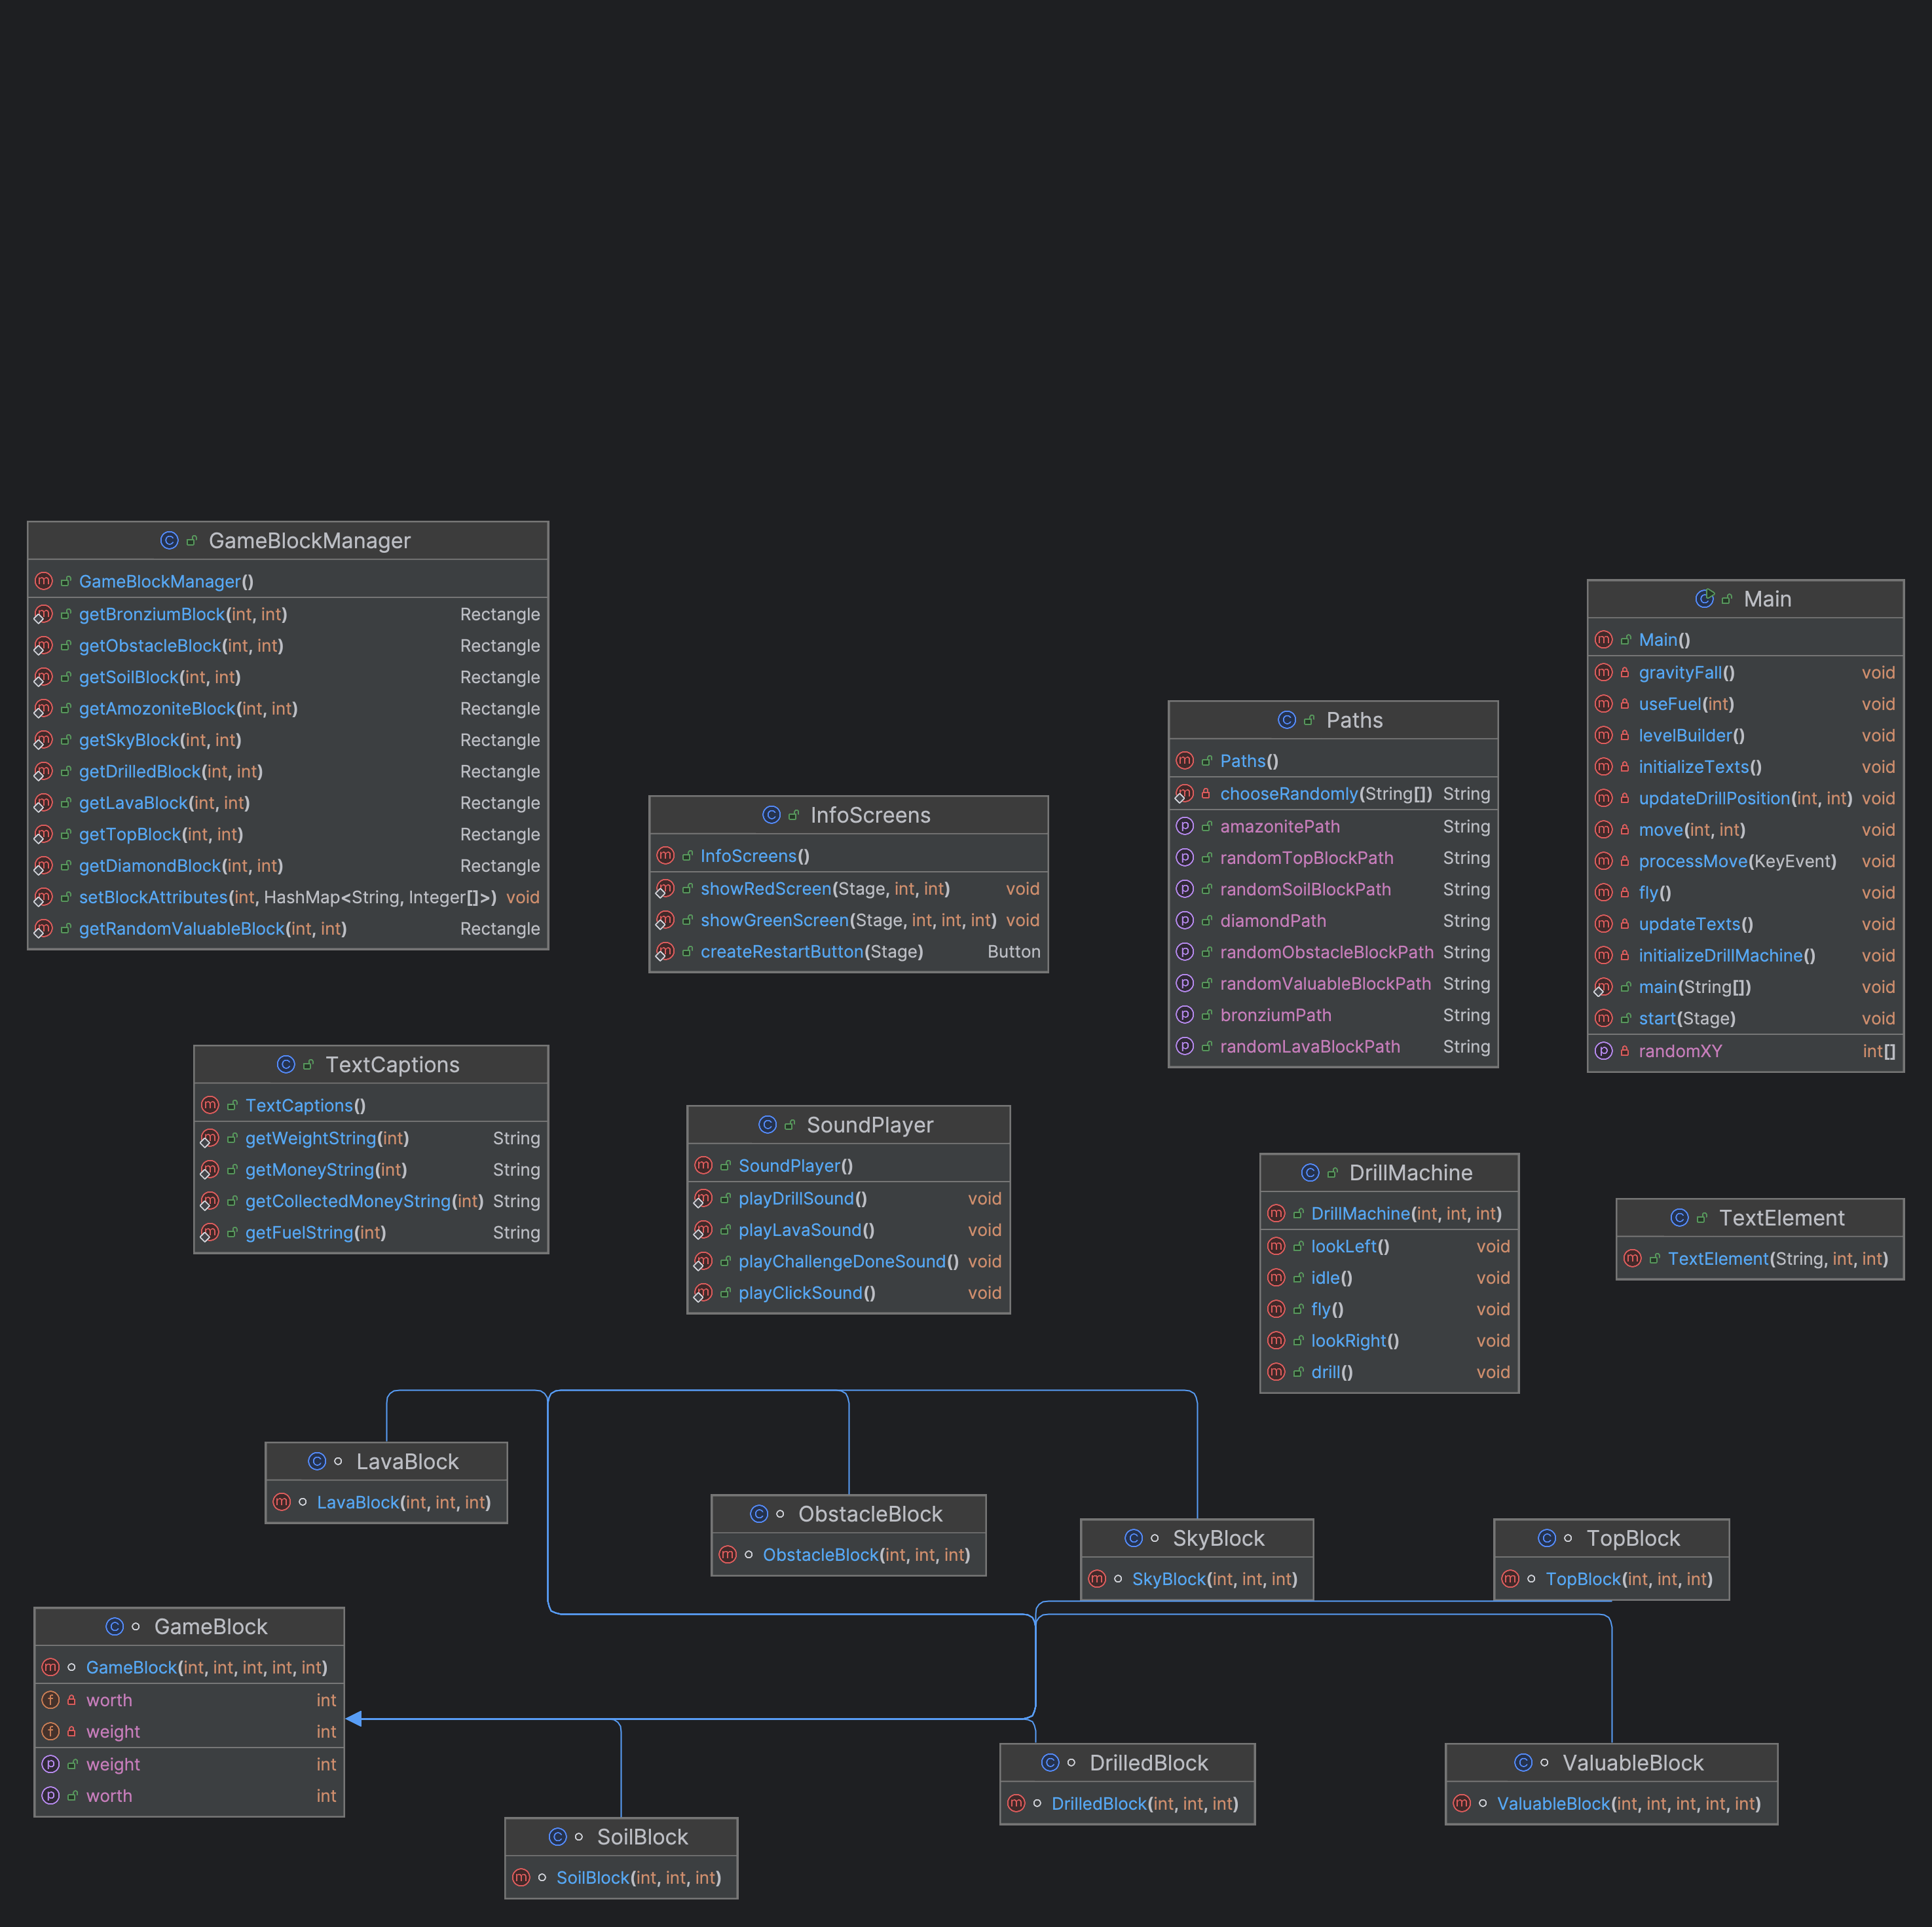 GameBlockManager
GameBlockManager()
getBronziumBlock(int, int) Rectangle
getObstacleBlock(int, int) Rectangle
getSoilBlock(int, int) Rectangle
getAmozoniteBlock(int, int) Rectangle
getSkyBlock(int, int) Rectangle
getDrilledBlock(int, int) Rectangle
getLavaBlock(int, int) Rectangle
getTopBlock(int, int) Rectangle
getDiamondBlock(int, int) Rectangle
setBlockAttributes(int, HashMap<String, Integer[]>) void
getRandomValuableBlock(int, int) Rectangle
InfoScreens
InfoScreens()
showRedScreen(Stage, int, int) void
showGreenScreen(Stage, int, int, int) void
createRestartButton(Stage) Button
Paths
Paths()
chooseRandomly(String[]) String
amazonitePath String
randomTopBlockPath String
randomSoilBlockPath String
diamondPath String
randomObstacleBlockPath String
randomValuableBlockPath String
bronziumPath String
randomLavaBlockPath String
Main
Main()
gravityFall() void
useFuel(int) void
levelBuilder() void
initializeTexts() void
updateDrillPosition(int, int) void
move(int, int) void
processMove(KeyEvent) void
fly() void
updateTexts() void
initializeDrillMachine() void
main(String[]) void
start(Stage) void
randomXY int[]
TextCaptions
TextCaptions()
getWeightString(int) String
getMoneyString(int) String
getCollectedMoneyString(int) String
getFuelString(int) String
SoundPlayer
SoundPlayer()
playDrillSound() void
playLavaSound() void
playChallengeDoneSound() void
playClickSound() void
DrillMachine
DrillMachine(int, int, int)
lookLeft() void
idle() void
fly() void
lookRight() void
drill() void
TextElement
TextElement(String, int, int)
LavaBlock
LavaBlock(int, int, int)
ObstacleBlock
ObstacleBlock(int, int, int)
SkyBlock
SkyBlock(int, int, int)
TopBlock
TopBlock(int, int, int)
GameBlock
GameBlock(int, int, int, int, int)
worth int
weight int
weight int
worth int
DrilledBlock
DrilledBlock(int, int, int)
ValuableBlock
ValuableBlock(int, int, int, int, int)
SoilBlock
SoilBlock(int, int, int)